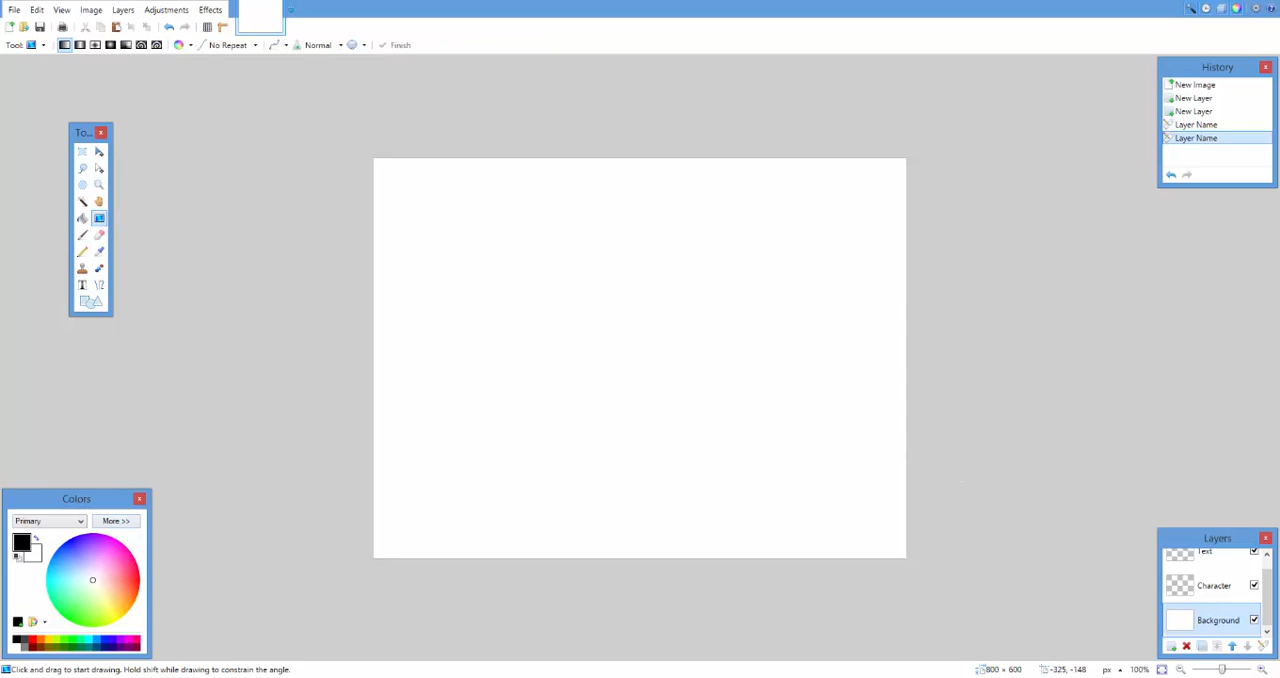 File Edit View Image Layers Adjustments Effects
Tool: No Repeat Normal Finish
History
New Image
New Layer
New Layer
Layer Name
Layer Name
To...
Colors
Primary More >>
Layers
Text
Character
Background
Click and drag to start drawing. Hold shift while drawing to constrain the angle. 800 × 600 -325, -148 px 100%